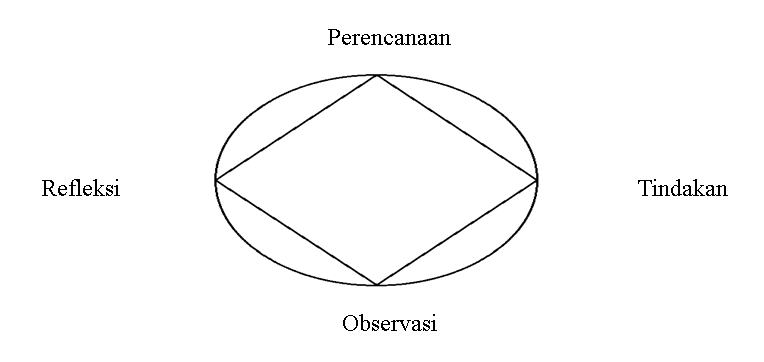 Perencanaan
Refleksi
Tindakan
Observasi